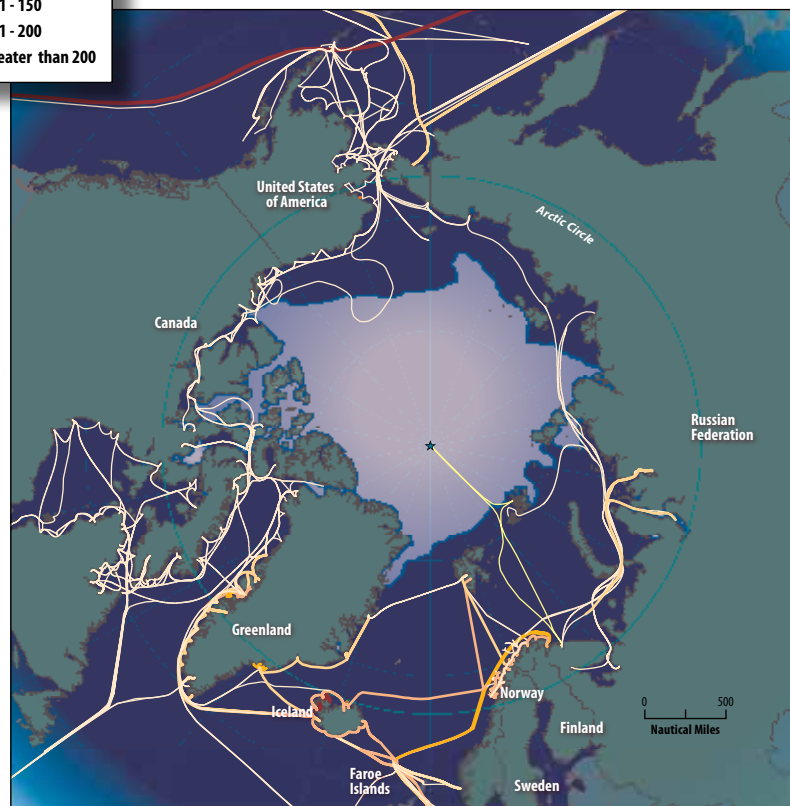 1 - 150
1 - 200
eater than 200
United States
of America
Arctic Circle
Canada
Russian
Federation
Greenland
Iceland
Norway
0 500
Nautical Miles
Finland
Faroe
Islands
Sweden